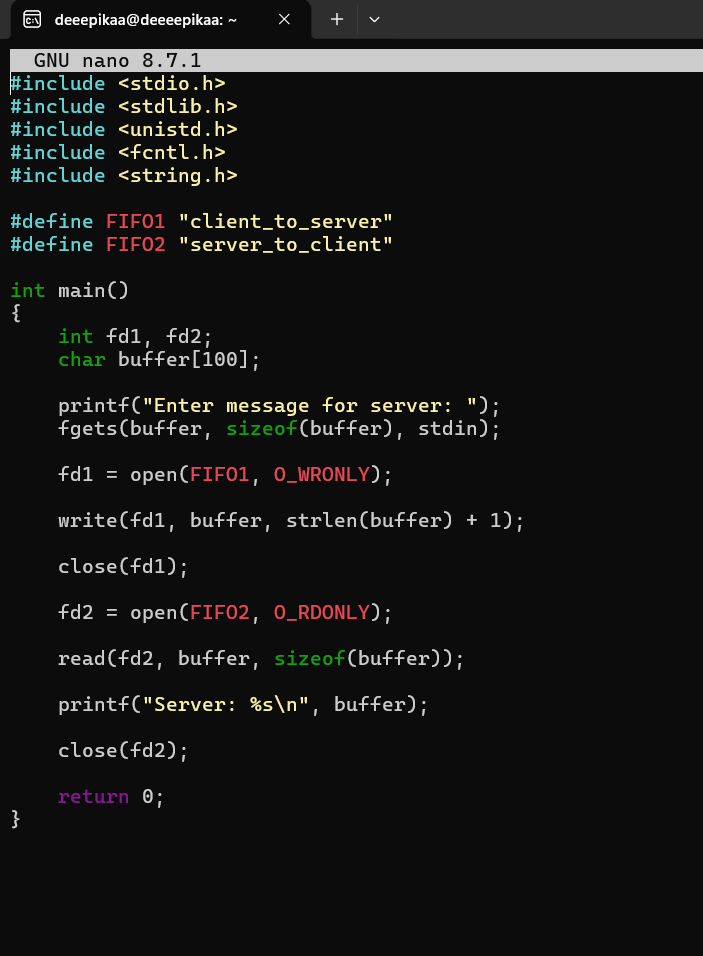 deeepikaa@deeeepikaa: ~
GNU nano 8.7.1
#include <stdio.h>
#include <stdlib.h>
#include <unistd.h>
#include <fcntl.h>
#include <string.h>

#define FIFO1 "client_to_server"
#define FIFO2 "server_to_client"

int main()
{
    int fd1, fd2;
    char buffer[100];

    printf("Enter message for server: ");
    fgets(buffer, sizeof(buffer), stdin);

    fd1 = open(FIFO1, O_WRONLY);

    write(fd1, buffer, strlen(buffer) + 1);

    close(fd1);

    fd2 = open(FIFO2, O_RDONLY);

    read(fd2, buffer, sizeof(buffer));

    printf("Server: %s\n", buffer);

    close(fd2);

    return 0;
}